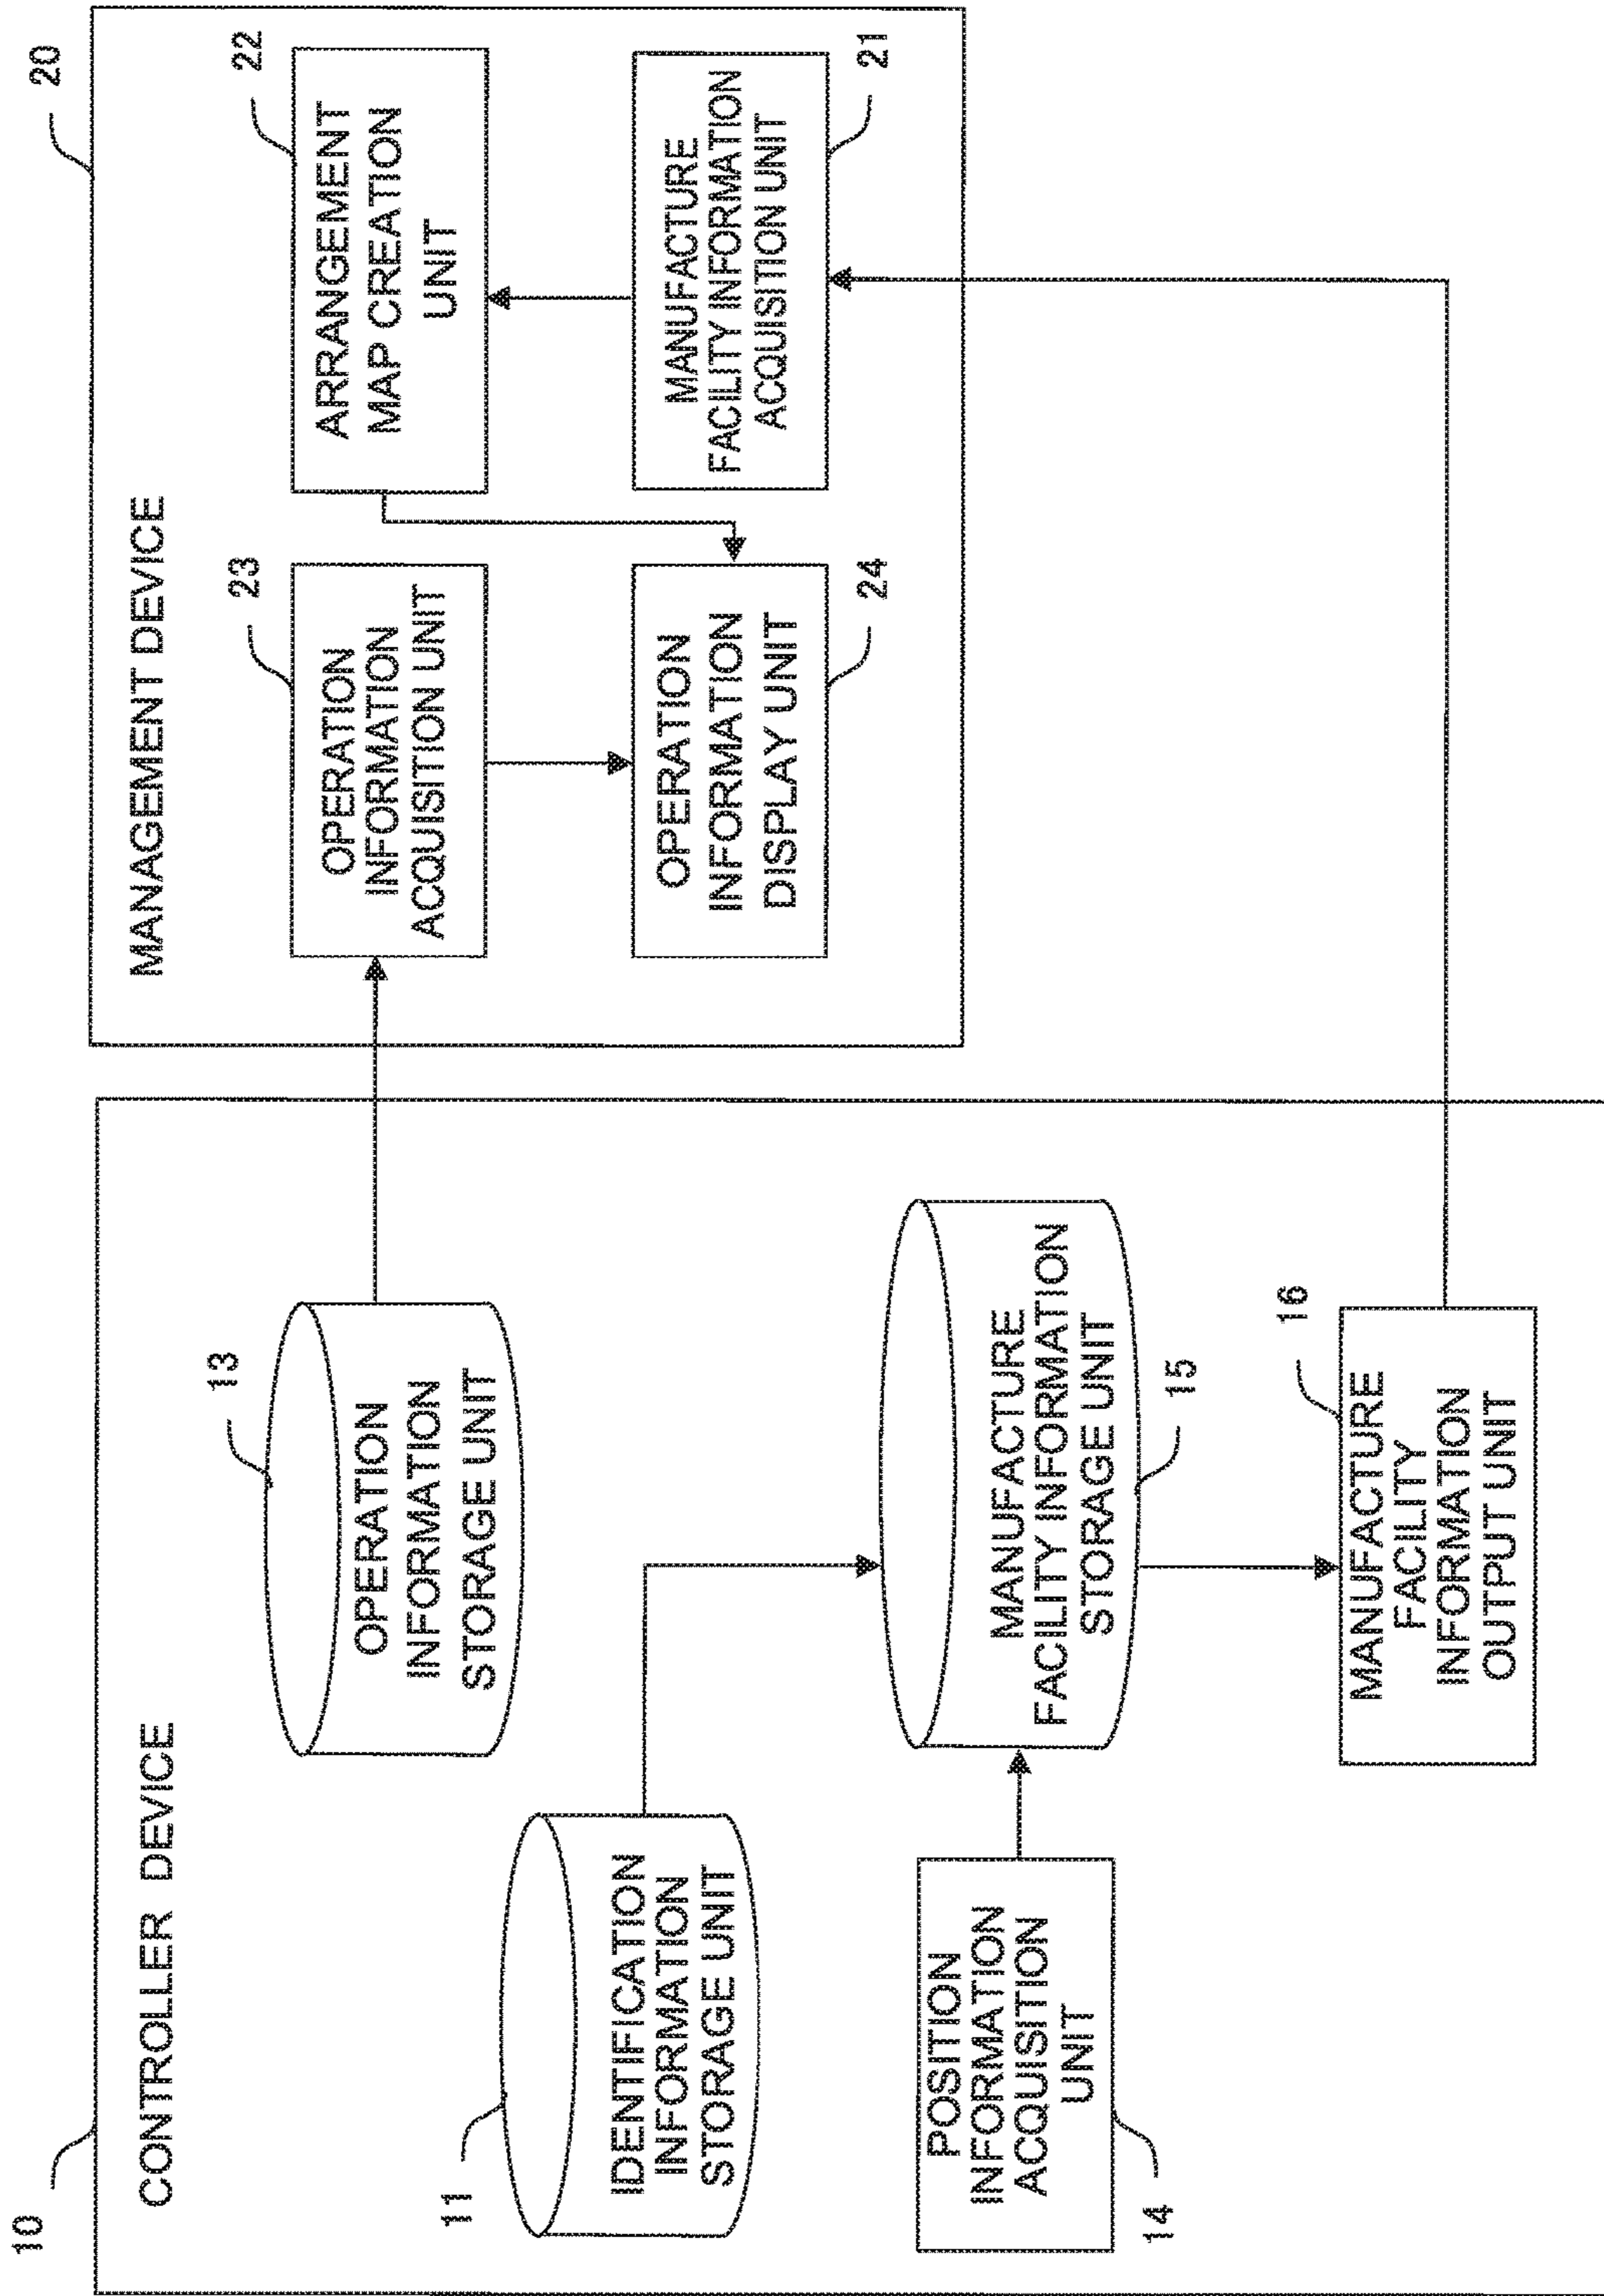 10
CONTROLLER DEVICE
11
IDENTIFICATION
INFORMATION
STORAGE UNIT
13
OPERATION
INFORMATION
STORAGE UNIT
POSITION
INFORMATION
ACQUISITION
UNIT
14
MANUFACTURE
FACILITY INFORMATION
STORAGE UNIT
15
16
MANUFACTURE
FACILITY
INFORMATION
OUTPUT UNIT
20
MANAGEMENT DEVICE
23
OPERATION
INFORMATION
ACQUISITION UNIT
22
ARRANGEMENT
MAP CREATION
UNIT
OPERATION
INFORMATION
DISPLAY UNIT
24
MANUFACTURE
FACILITY INFORMATION
ACQUISITION UNIT
21